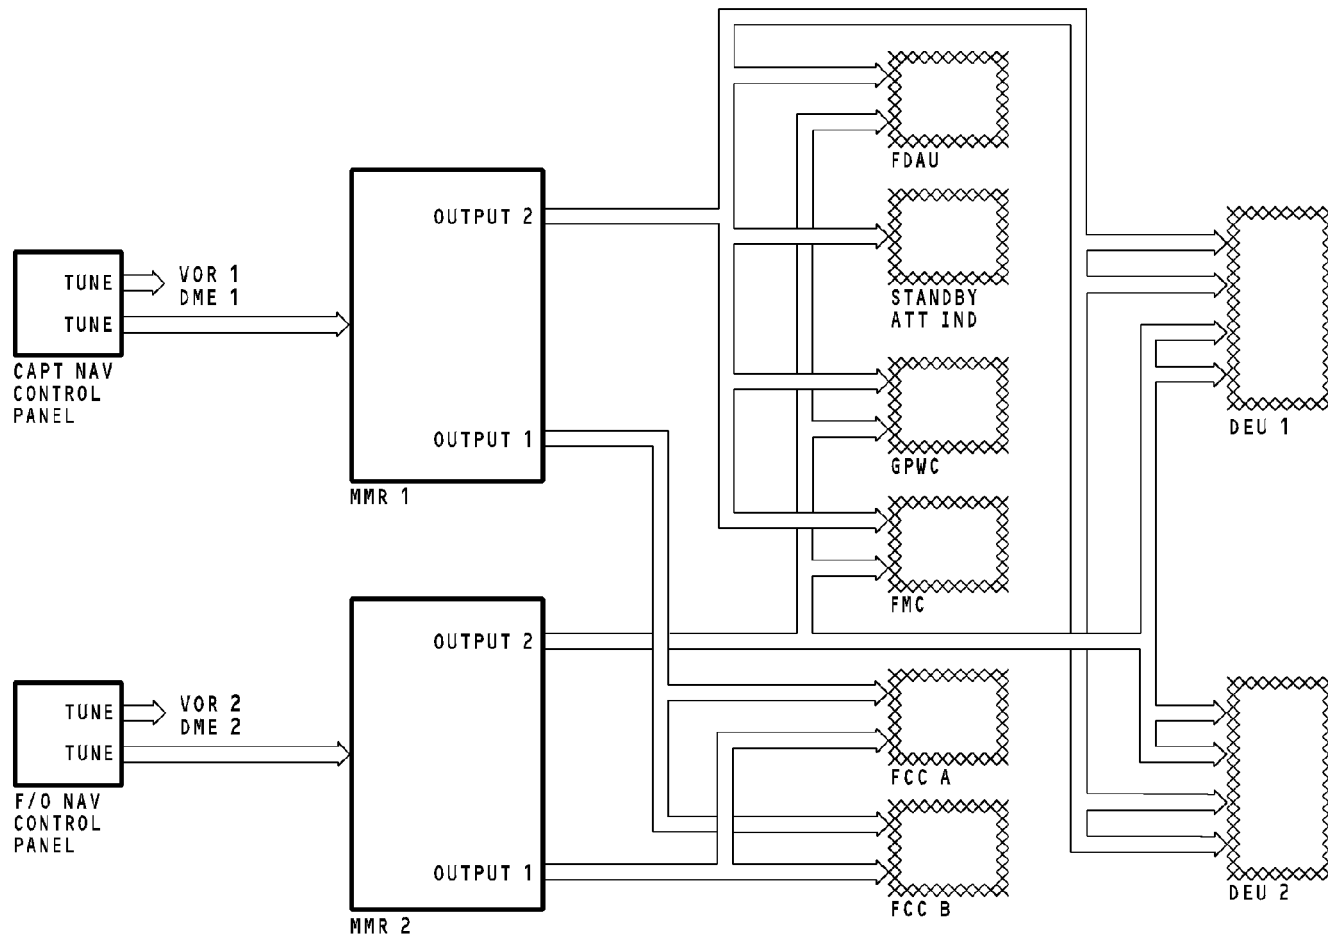 FDAU
OUTPUT 2
STANDBY
ATT IND
TUNE
VOR 1
DME 1
TUNE
CAPT NAV
CONTROL
PANEL
DEU 1
OUTPUT 1
GPWC
MMR 1
FMC
OUTPUT 2
TUNE
VOR 2
DME 2
TUNE
FCC A
F/O NAV
CONTROL
PANEL
OUTPUT 1
DEU 2
FCC B
MMR 2